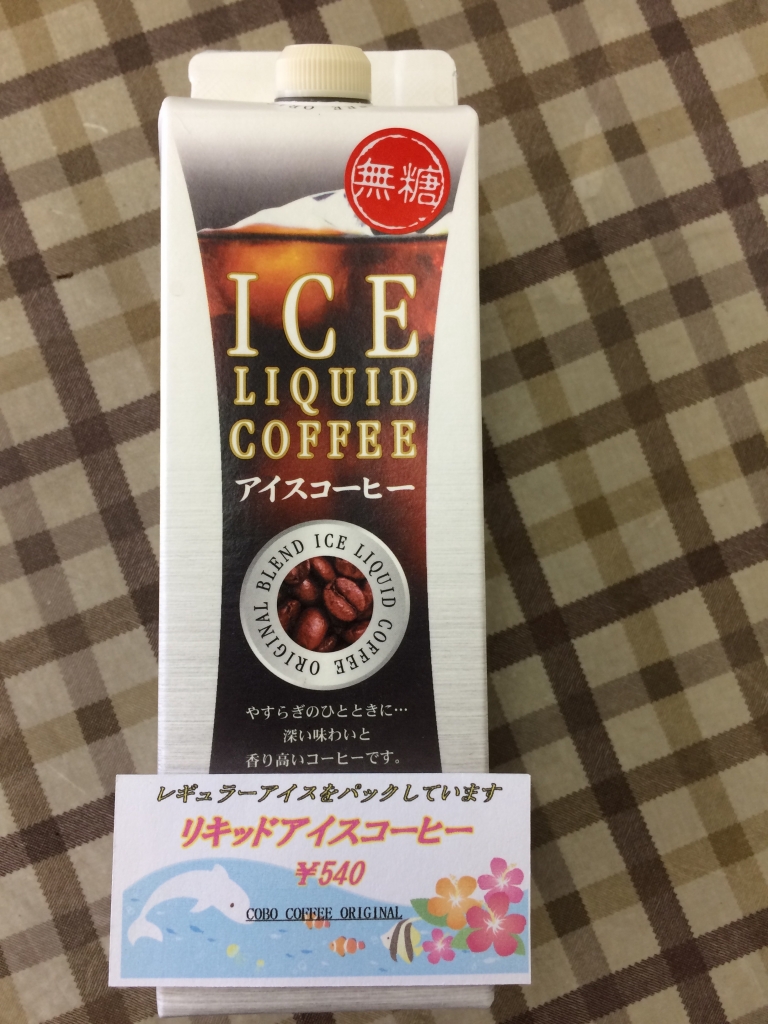 無糖
ICE
LIQUID
COFFEE
アイスコーヒー
ORIGINAL BLEND ICE LIQUID COFFEE
やすらぎのひとときに…
深い味わいと
香り高いコーヒーです。
レギュラーアイスをパックしています
リキッドアイスコーヒー
¥540
COBO COFFEE ORIGINAL